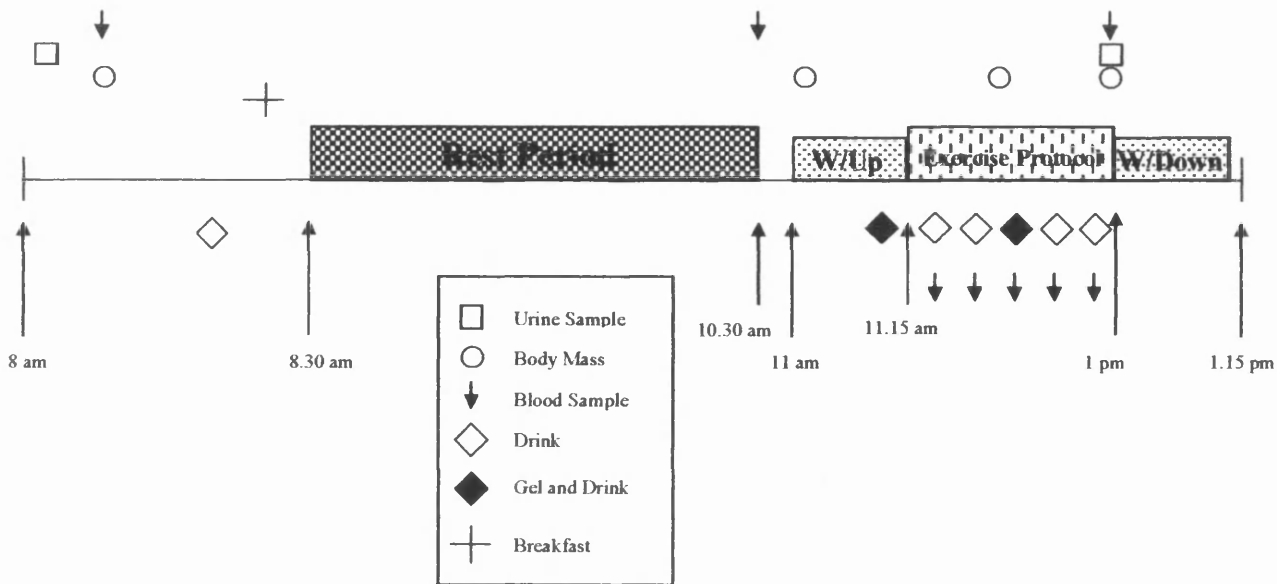 Rest Period
W/Up
Exercise Protocol
W/Down
8 am
8.30 am
10.30 am
11 am
11.15 am
1 pm
1.15 pm
Urine Sample
Body Mass
Blood Sample
Drink
Gel and Drink
Breakfast